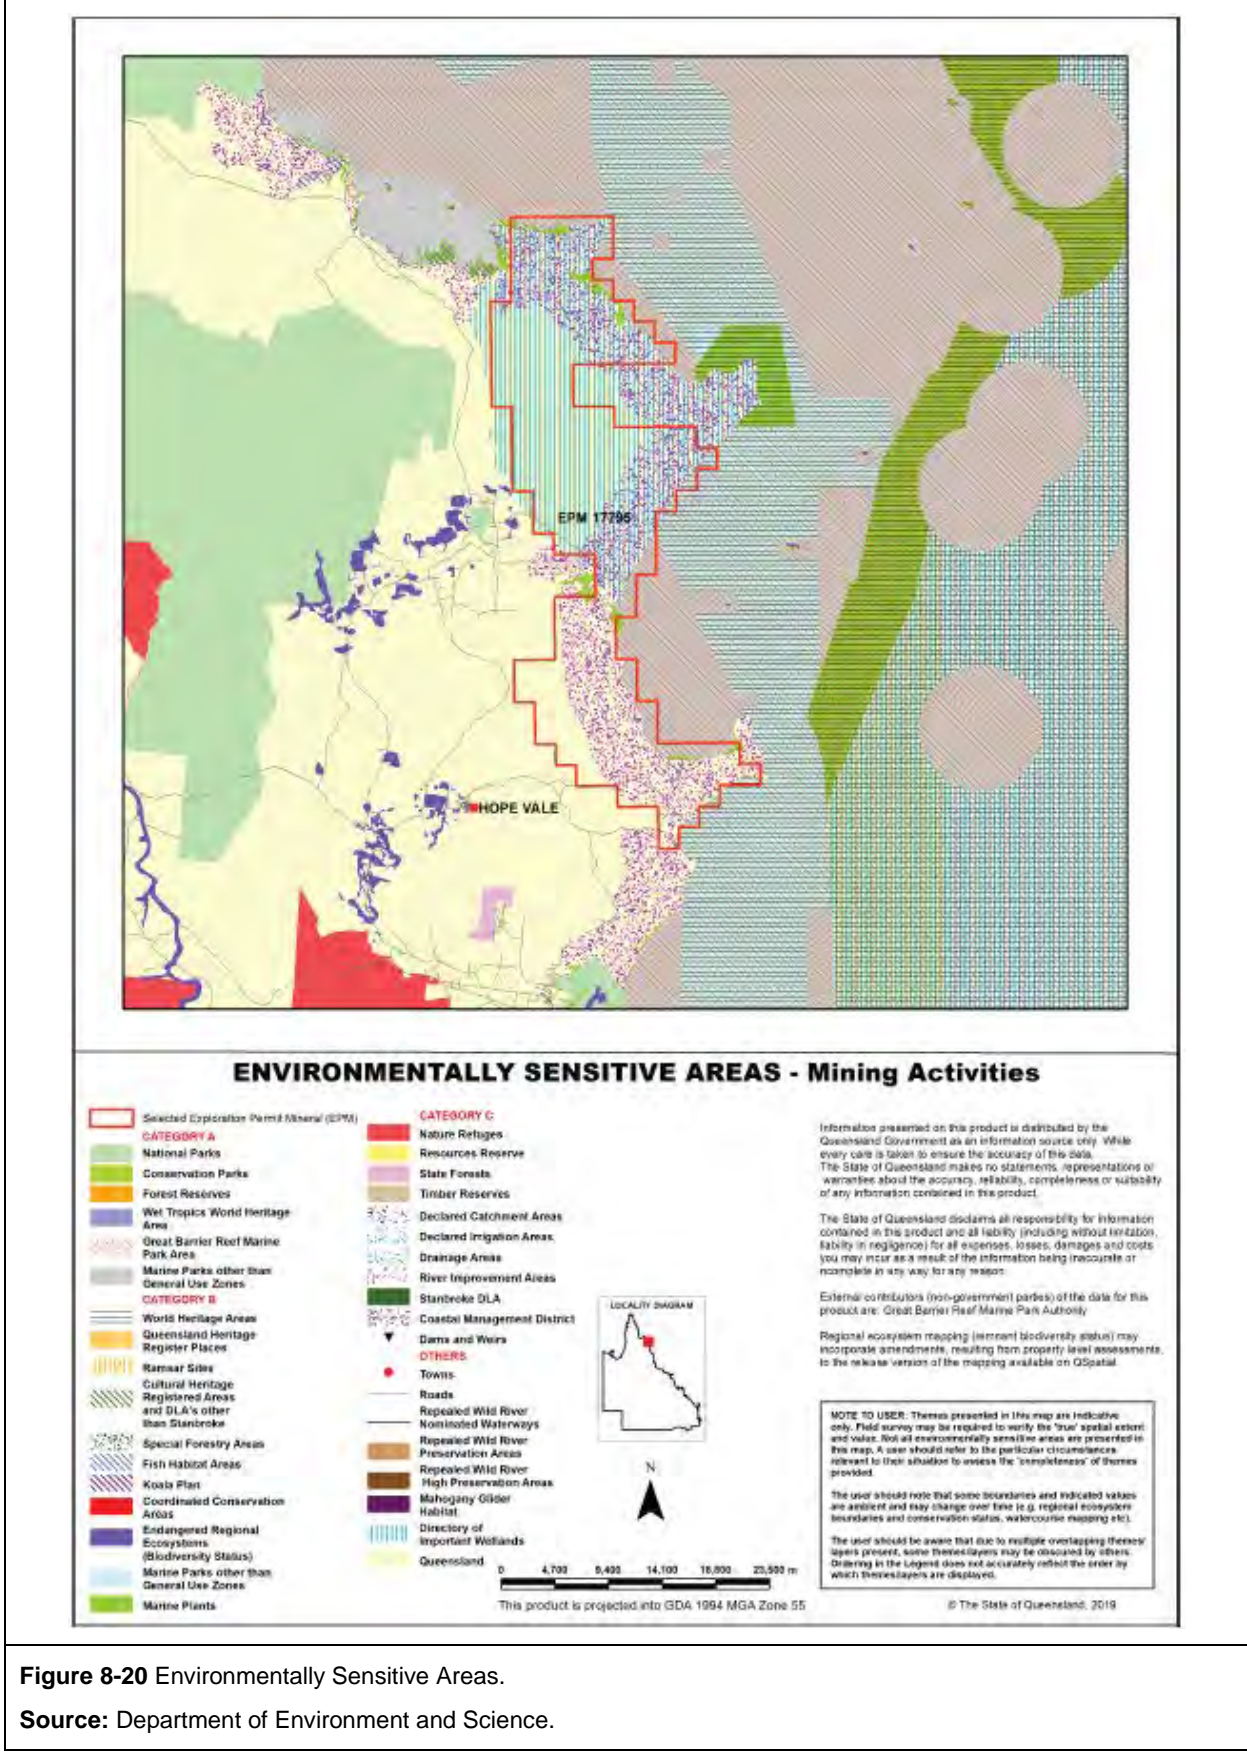 EPM 17795
HOPE VALE
ENVIRONMENTALLY SENSITIVE AREAS - Mining Activities
Selected Exploration Permit Mineral (EPM)
CATEGORY A
National Parks
Conservation Parks
Forest Reserves
Wet Tropics World Heritage
Area
Great Barrier Reef Marine
Park Area
Marine Parks other than
General Use Zones
CATEGORY B
World Heritage Areas
Queensland Heritage
Register Places
Ramsar Sites
Cultural Heritage
Registered Areas
and DLA's other
than Stanbroke
Special Forestry Areas
Fish Habitat Areas
Koala Plan
Coordinated Conservation
Areas
Endangered Regional
Ecosystems
(Biodiversity Status)
Marine Parks other than
General Use Zones
Marine Plants
CATEGORY C
Nature Refuges
Resources Reserve
State Forests
Timber Reserves
Declared Catchment Areas
Declared Irrigation Areas
Drainage Areas
River Improvement Areas
Stanbroke DLA
Coastal Management District
Dams and Weirs
OTHERS
Towns
Roads
Repealed Wild River
Nominated Waterways
Repealed Wild River
Preservation Areas
Repealed Wild River
High Preservation Areas
Mahogany Glider
Habitat
Directory of
Important Wetlands
Queensland
LOCALITY DIAGRAM
N
0 4,700 9,400 14,100 18,800 23,500 m
This product is projected into GDA 1994 MGA Zone 55
Information presented on this product is distributed by the
Queensland Government as an information source only. While
every care is taken to ensure the accuracy of this data,
The State of Queensland makes no statements, representations or
warranties about the accuracy, reliability, completeness or suitability
of any information contained in this product.
The State of Queensland disclaims all responsibility for information
contained in this product and all liability (including without limitation,
liability in negligence) for all expenses, losses, damages and costs
you may incur as a result of the information being inaccurate or
incomplete in any way for any reason.
External contributors (non-government parties) of the data for this
product are: Great Barrier Reef Marine Park Authority
Regional ecosystem mapping (remnant biodiversity status) may
incorporate amendments, resulting from property level assessments,
to the release version of the mapping available on QSpatial.
NOTE TO USER: Themes presented in this map are indicative
only. Field survey may be required to verify the 'true' spatial extent
and value. Not all environmentally sensitive areas are presented in
this map. A user should refer to the particular circumstances
relevant to their situation to assess the 'completeness' of themes
provided.
The user should note that some boundaries and indicated values
are ambient and may change over time (e.g. regional ecosystem
boundaries and conservation status, watercourse mapping etc).
The user should be aware that due to multiple overlapping themes/
layers present, some themes/layers may be obscured by others.
Ordering in the Legend does not accurately reflect the order by
which themes/layers are displayed.
© The State of Queensland, 2019
Figure 8-20 Environmentally Sensitive Areas.
Source: Department of Environment and Science.